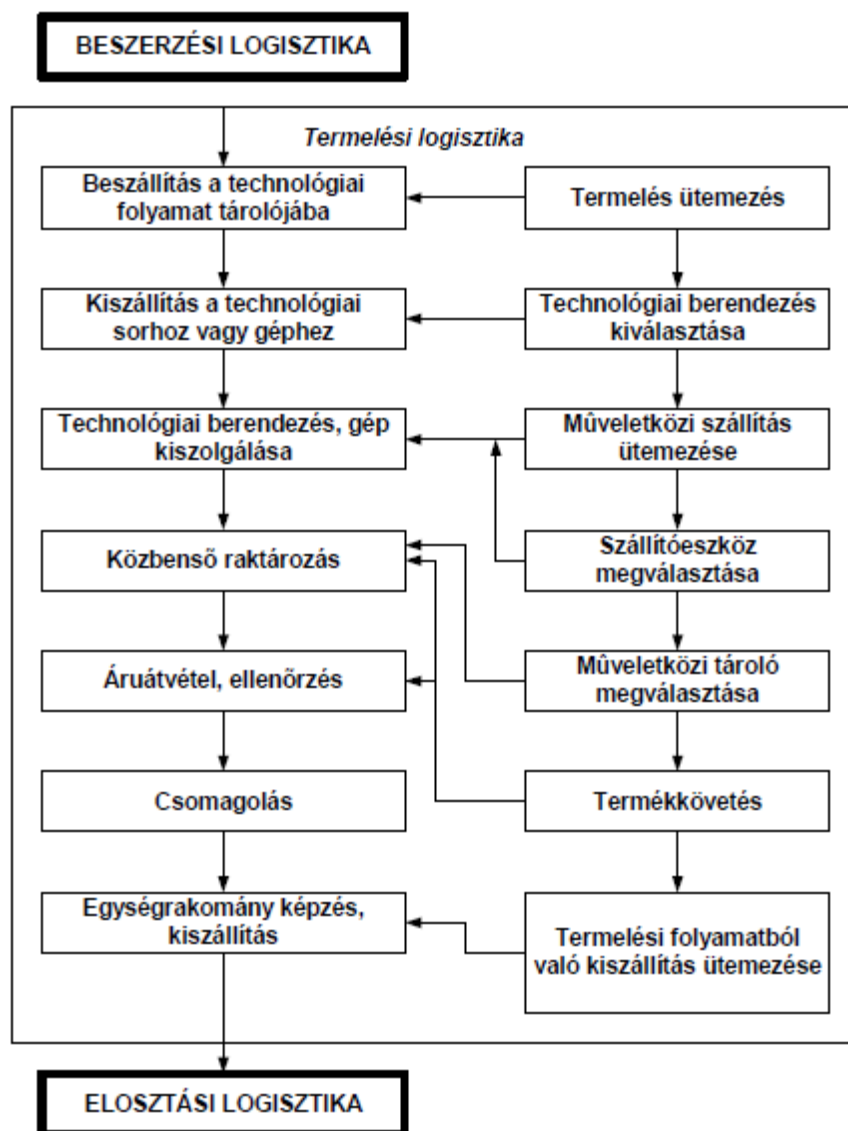 BESZERZÉSI LOGISZTIKA
Termelési logisztika
Beszállítás a technológiai
folyamat tárolójába
Termelés ütemezés
Kiszállítás a technológiai
sorhoz vagy géphez
Technológiai berendezés
kiválasztása
Technológiai berendezés, gép
kiszolgálása
Mûveletközi szállítás
ütemezése
Közbenső raktározás
Szállítóeszköz
megválasztása
Áruátvétel, ellenőrzés
Mûveletközi tároló
megválasztása
Csomagolás
Termékkövetés
Egységrakomány képzés,
kiszállítás
Termelési folyamatból
való kiszállítás ütemezése
ELOSZTÁSI LOGISZTIKA